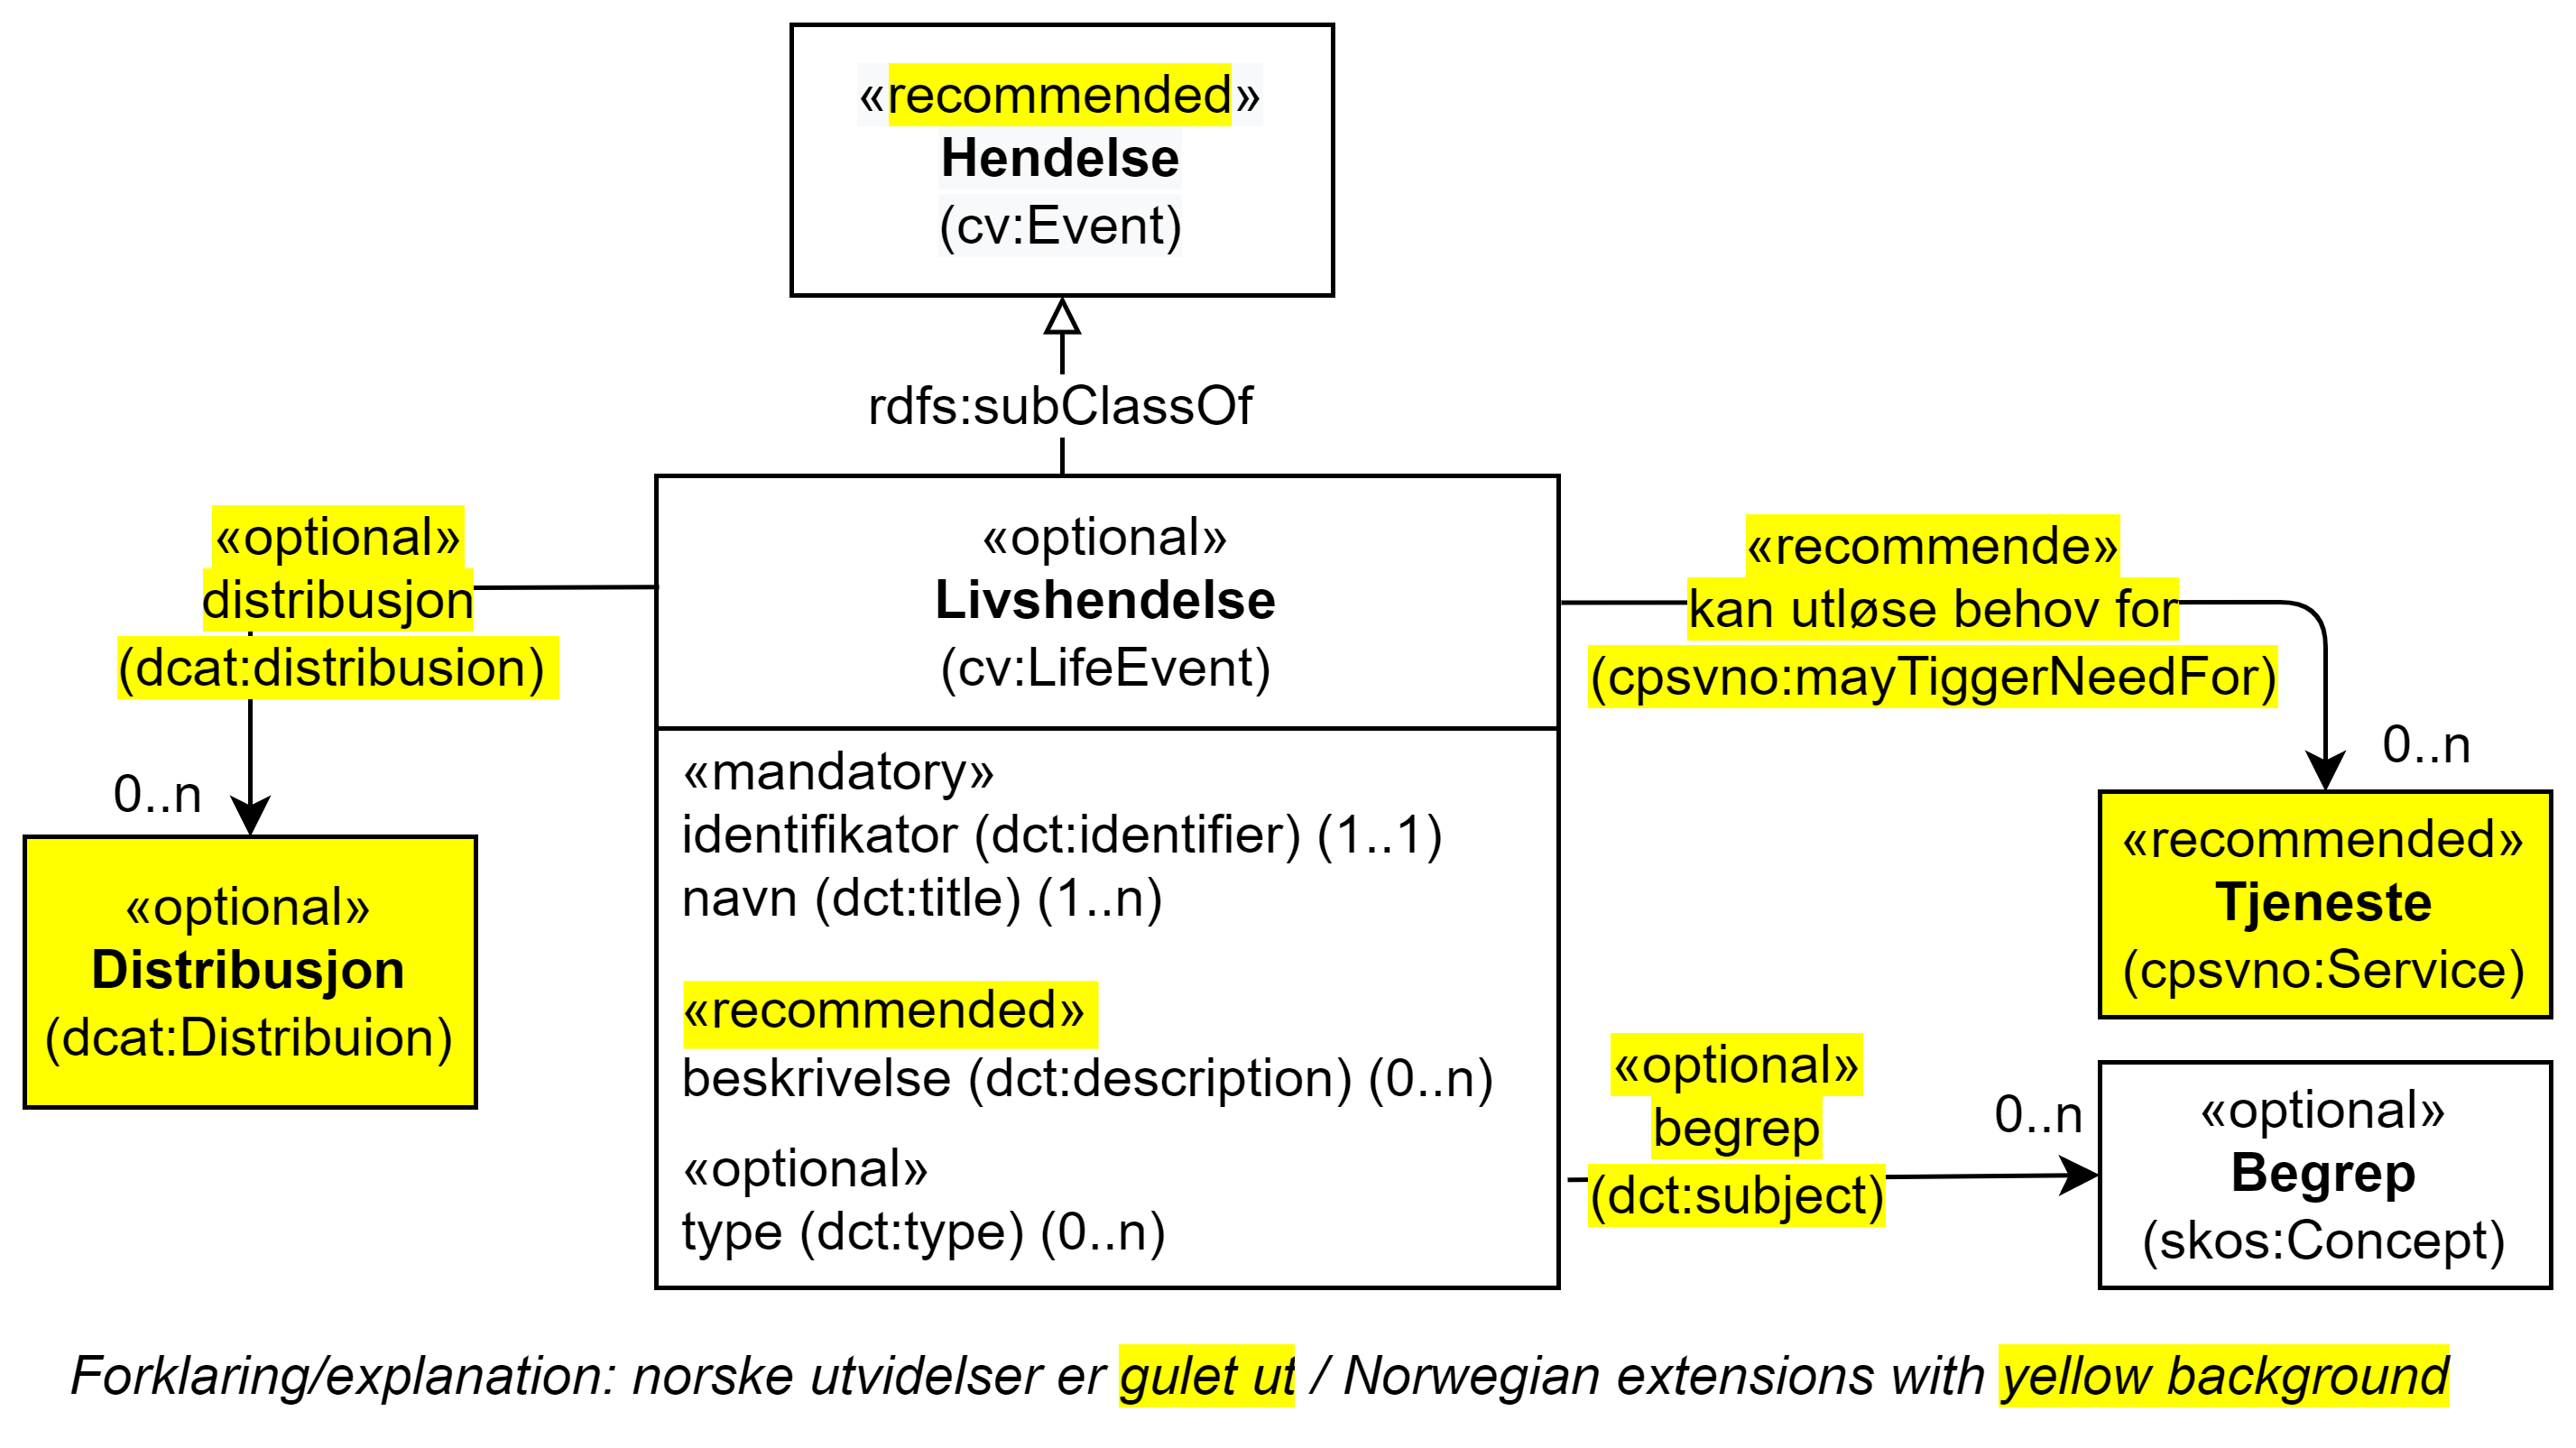 «recommended»
Hendelse
(cv:Event)
rdfs:subClassOf
«optional»
distribusjon
(dcat:distribusion)
0..n
«optional»
Distribusjon
(dcat:Distribuion)
«optional»
Livshendelse
(cv:LifeEvent)
«mandatory»
identifikator (dct:identifier) (1..1)
navn (dct:title) (1..n)
«recommended»
beskrivelse (dct:description) (0..n)
«optional»
type (dct:type) (0..n)
«recommende»
kan utløse behov for
(cpsvno:mayTiggerNeedFor)
0..n
«recommended»
Tjeneste
(cpsvno:Service)
«optional»
begrep
(dct:subject)
0..n
«optional»
Begrep
(skos:Concept)
Forklaring/explanation: norske utvidelser er gulet ut / Norwegian extensions with yellow background